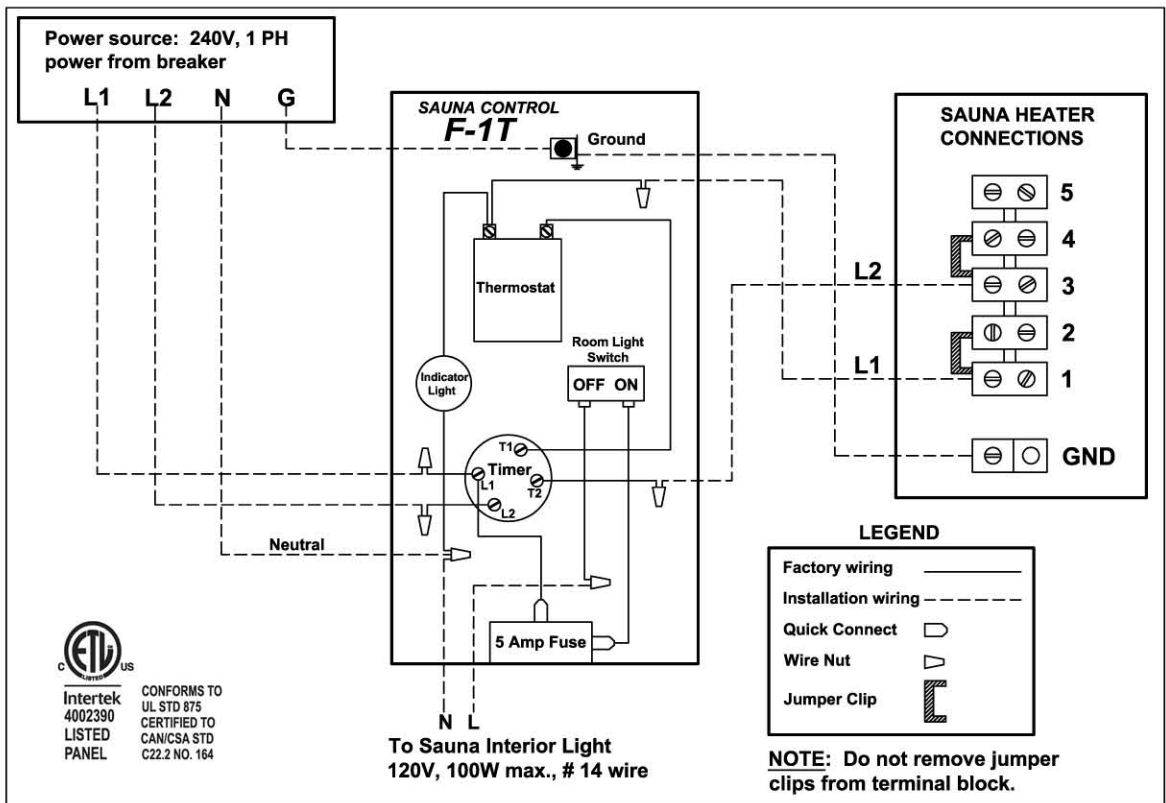 Power source: 240V, 1 PH
power from breaker
L1 L2 N G
SAUNA CONTROL
F-1T
Ground
Thermostat
Indicator
Light
Room Light
Switch
OFF ON
T1
Timer
L1
T2
L2
Neutral
5 Amp Fuse
N L
To Sauna Interior Light
120V, 100W max., # 14 wire
L2
L1
SAUNA HEATER
CONNECTIONS
5
4
3
2
1
GND
LEGEND
Factory wiring
Installation wiring
Quick Connect
Wire Nut
Jumper Clip
NOTE: Do not remove jumper
clips from terminal block.
ETL
LISTED
C US
Intertek
4002390
LISTED
PANEL
CONFORMS TO
UL STD 875
CERTIFIED TO
CAN/CSA STD
C22.2 NO. 164